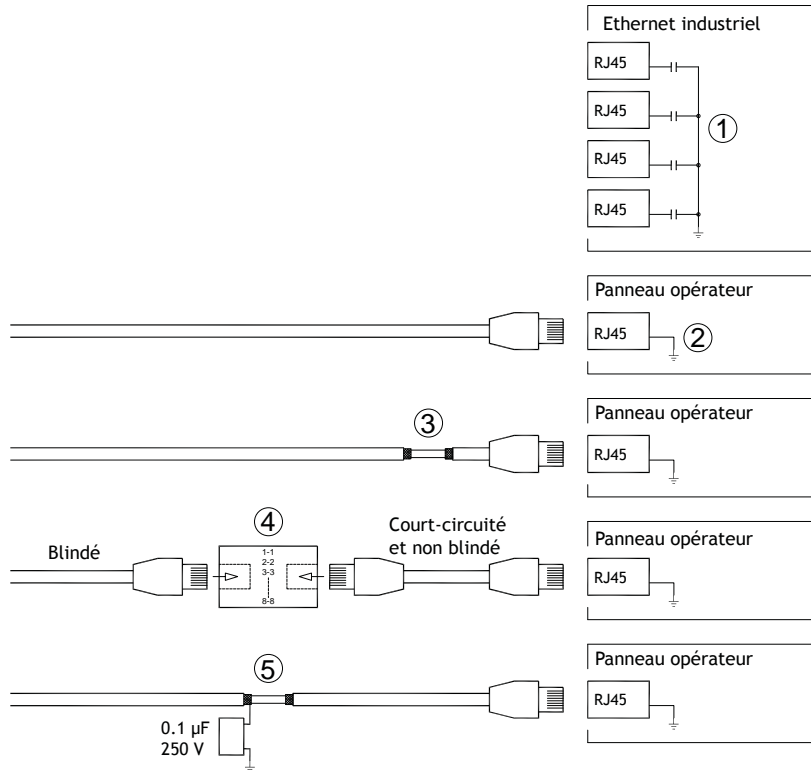 Ethernet industriel
RJ45
RJ45
1
RJ45
RJ45
Panneau opérateur
RJ45
2
Panneau opérateur
3
RJ45
4
Court-circuité
et non blindé
Blindé
1-1
2-2
3-3
8-8
Panneau opérateur
RJ45
Panneau opérateur
5
RJ45
0.1 µF
250 V